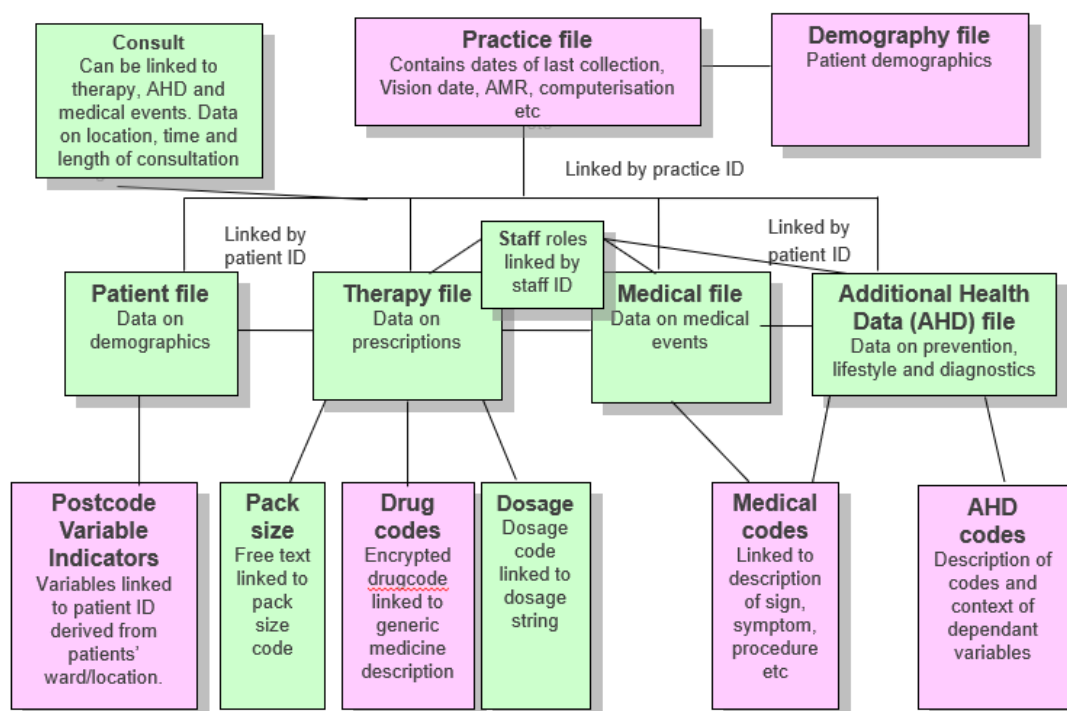 Consult
Can be linked to
therapy, AHD and
medical events. Data
on location, time and
length of consultation
Practice file
Contains dates of last collection,
Vision date, AMR, computerisation
etc
Demography file
Patient demographics
Linked by practice ID
Linked by
patient ID
Staff roles
linked by
staff ID
Linked by
patient ID
Patient file
Data on
demographics
Therapy file
Data on
prescriptions
Medical file
Data on medical
events
Additional Health
Data (AHD) file
Data on prevention,
lifestyle and diagnostics
Postcode
Variable
Indicators
Variables linked
to patient ID
derived from
patients’
ward/location.
Pack
size
Free text
linked to
pack
size
code
Drug
codes
Encrypted
drugcode
linked to
generic
medicine
description
Dosage
Dosage
code
linked to
dosage
string
Medical
codes
Linked to
description
of sign,
symptom,
procedure
etc
AHD
codes
Description of
codes and
context of
dependant
variables